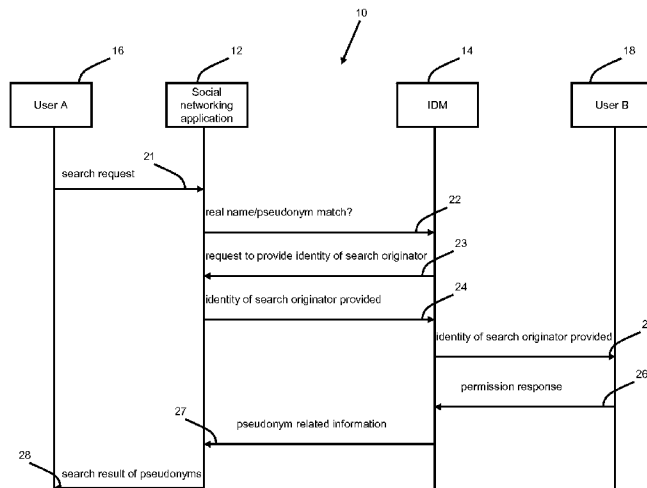 10
16
12
14
18
User A
Social
networking
application
IDM
User B
21
search request
22
real name/pseudonym match?
23
request to provide identity of search originator
24
identity of search originator provided
identity of search originator provided
26
permission response
27
pseudonym related information
28
search result of pseudonyms